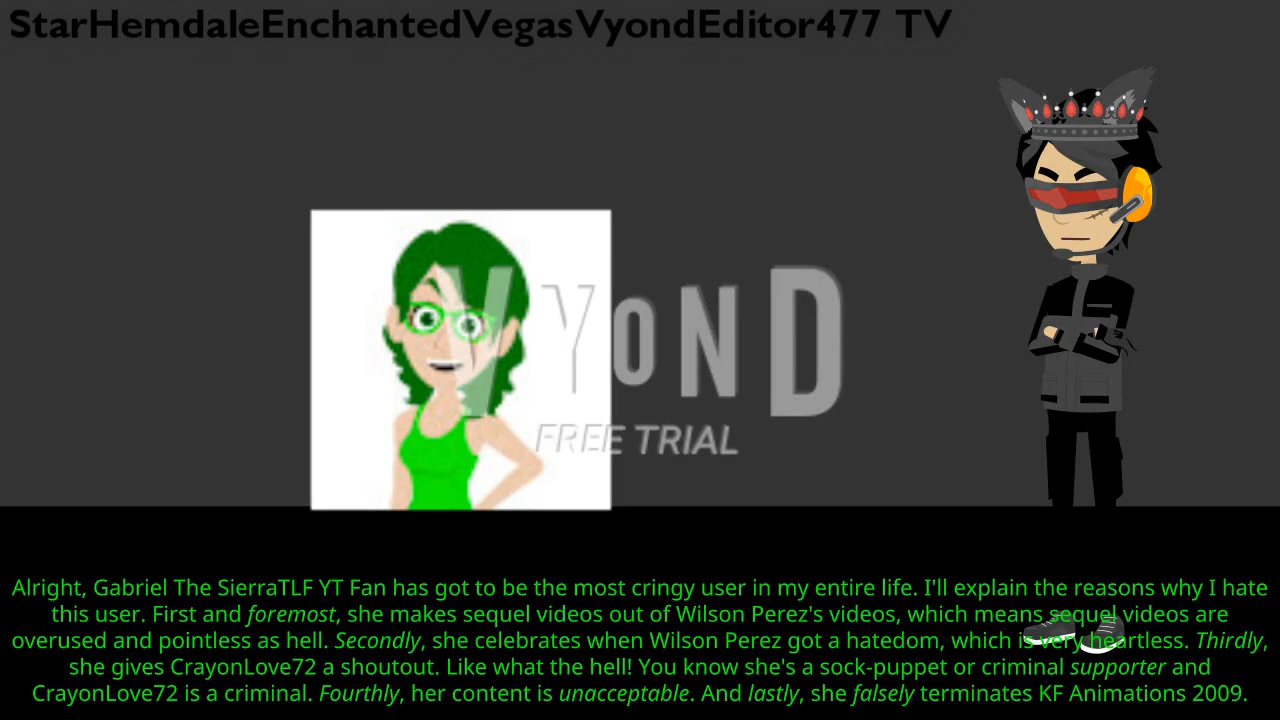 StarHemdaleEnchantedVegasVyondEditor477 TV
VYOND
FREE TRIAL
Alright, Gabriel The SierraTLF YT Fan has got to be the most cringy user in my entire life. I'll explain the reasons why I hate
this user. First and foremost, she makes sequel videos out of Wilson Perez's videos, which means sequel videos are
overused and pointless as hell. Secondly, she celebrates when Wilson Perez got a hatedom, which is very heartless. Thirdly,
she gives CrayonLove72 a shoutout. Like what the hell! You know she's a sock-puppet or criminal supporter and
CrayonLove72 is a criminal. Fourthly, her content is unacceptable. And lastly, she falsely terminates KF Animations 2009.